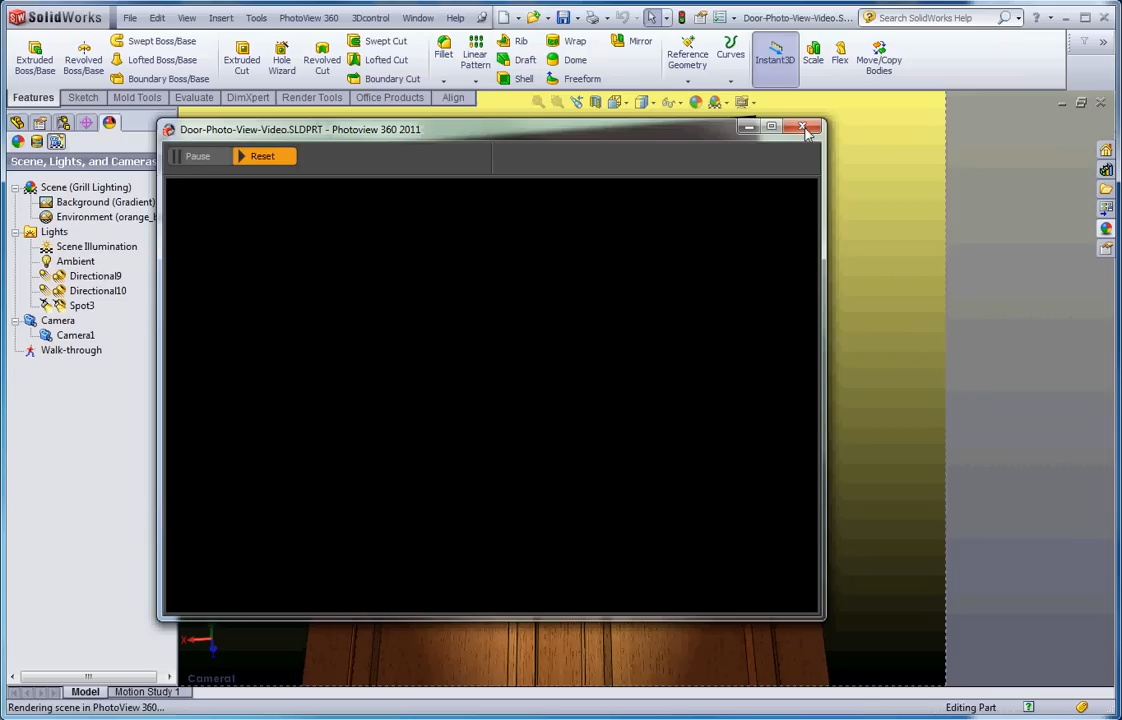 SolidWorks File Edit View Insert Tools PhotoView 360 3Dcontrol Window Help Door-Photo-View-Video.S... Search SolidWorks Help
Extruded Boss/Base
Revolved Boss/Base
Swept Boss/Base
Lofted Boss/Base
Boundary Boss/Base
Extruded Cut
Hole Wizard
Revolved Cut
Swept Cut
Lofted Cut
Boundary Cut
Fillet
Linear Pattern
Rib
Draft
Shell
Wrap
Dome
Freeform
Mirror
Reference Geometry
Curves
Instant3D
Scale
Flex
Move/Copy Bodies
Features Sketch Mold Tools Evaluate DimXpert Render Tools Office Products Align
Door-Photo-View-Video.SLDPRT - Photoview 360 2011
Pause Reset
Scene, Lights, and Cameras
Scene (Grill Lighting)
Background (Gradient)
Environment (orange_b
Lights
Scene Illumination
Ambient
Directional9
Directional10
Spot3
Camera
Camera1
Walk-through
X
Camera1
Model Motion Study 1
Rendering scene in PhotoView 360... Editing Part